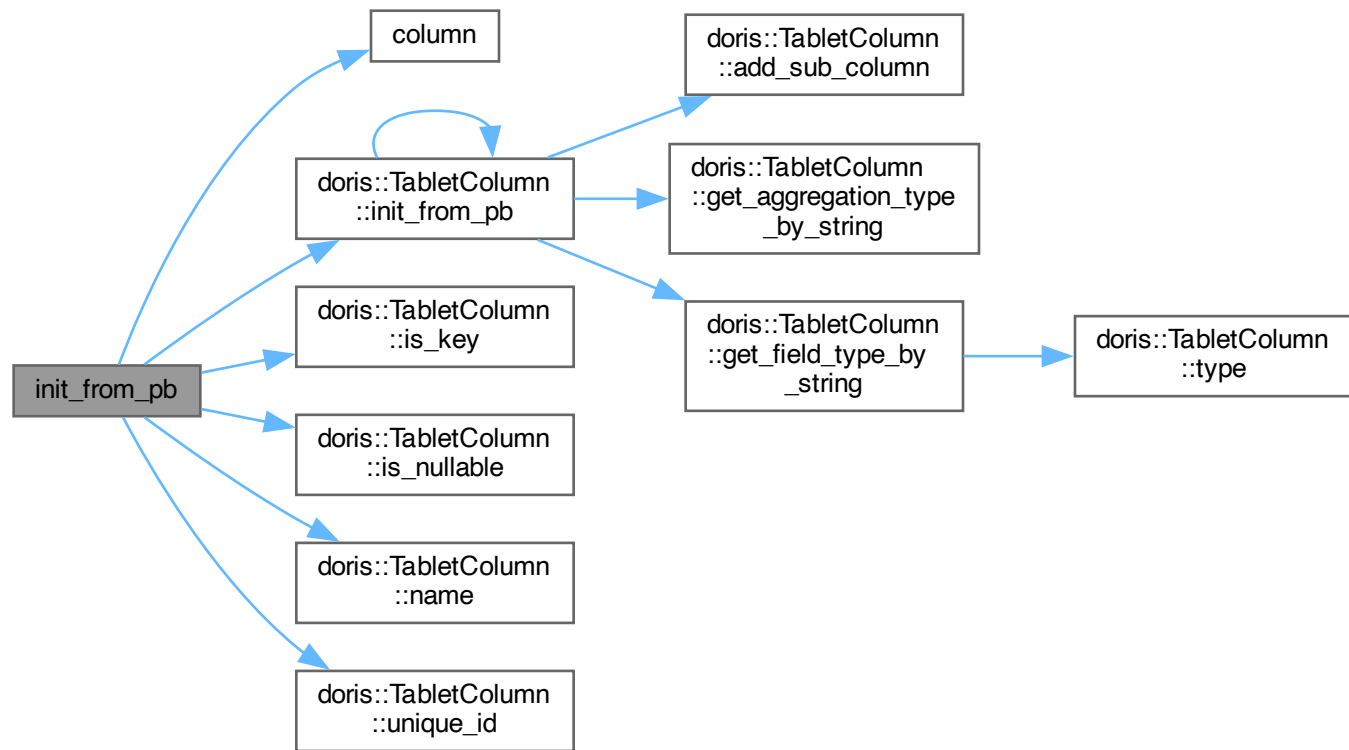 column
doris::TabletColumn
::add_sub_column
doris::TabletColumn
::init_from_pb
doris::TabletColumn
::get_aggregation_type
_by_string
doris::TabletColumn
::is_key
doris::TabletColumn
::get_field_type_by
_string
doris::TabletColumn
::type
init_from_pb
doris::TabletColumn
::is_nullable
doris::TabletColumn
::name
doris::TabletColumn
::unique_id